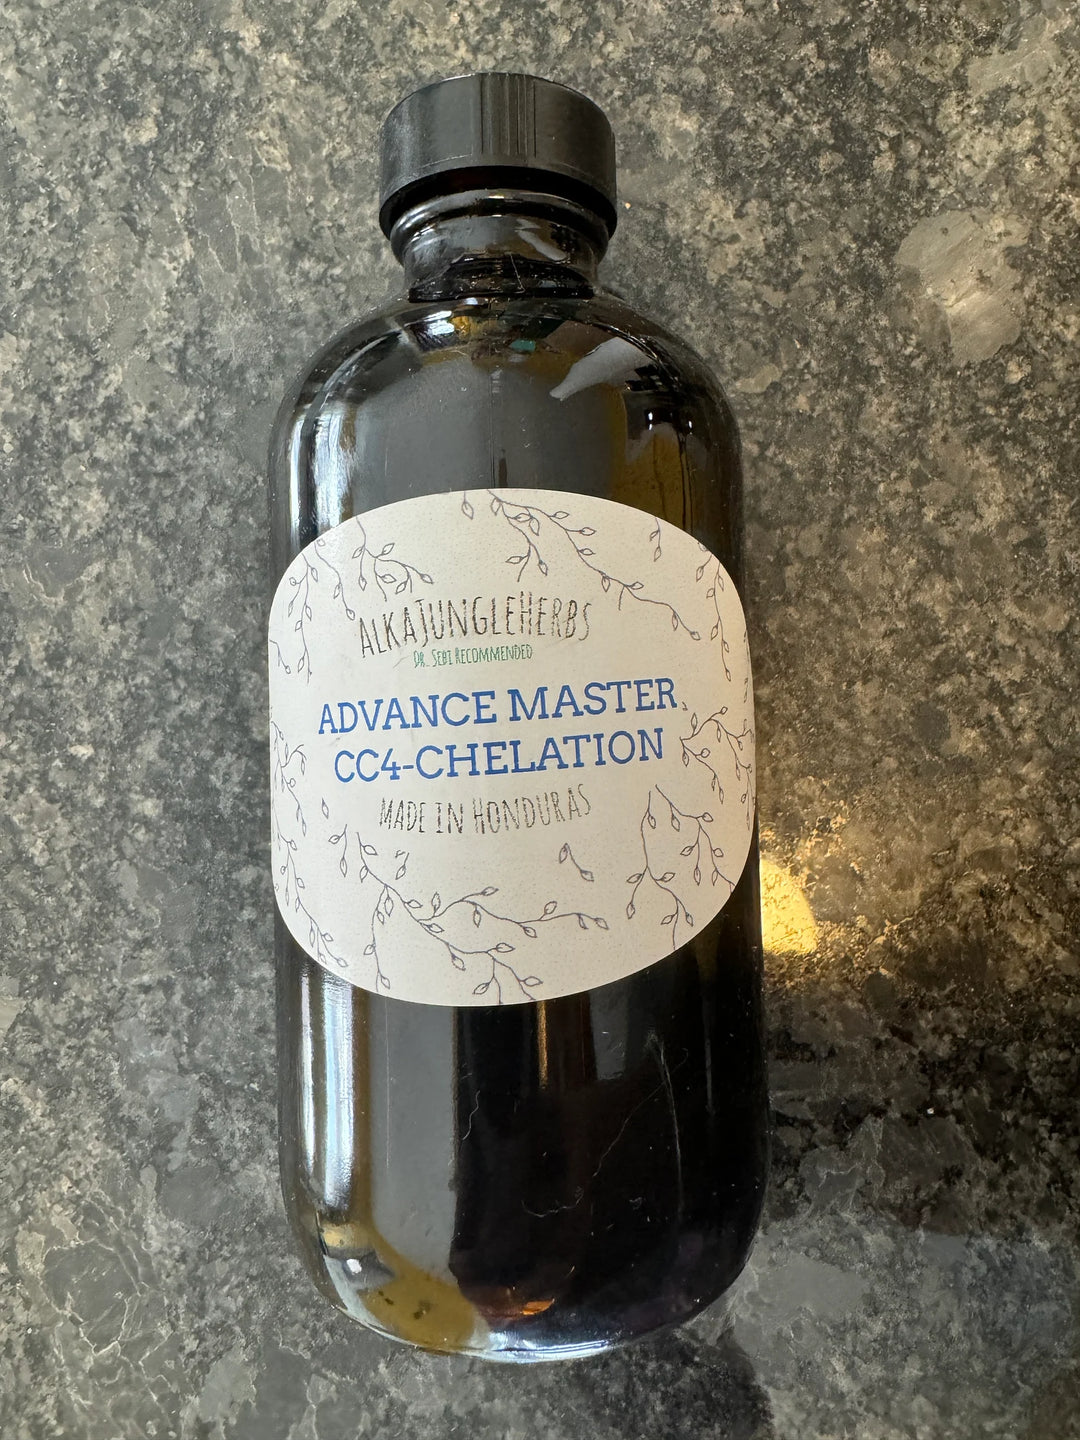 ALKAJUNGLEHERBS
DR. SEBI RECOMMENDED
ADVANCE MASTER,
CC4-CHELATION
MADE IN HONDURAS